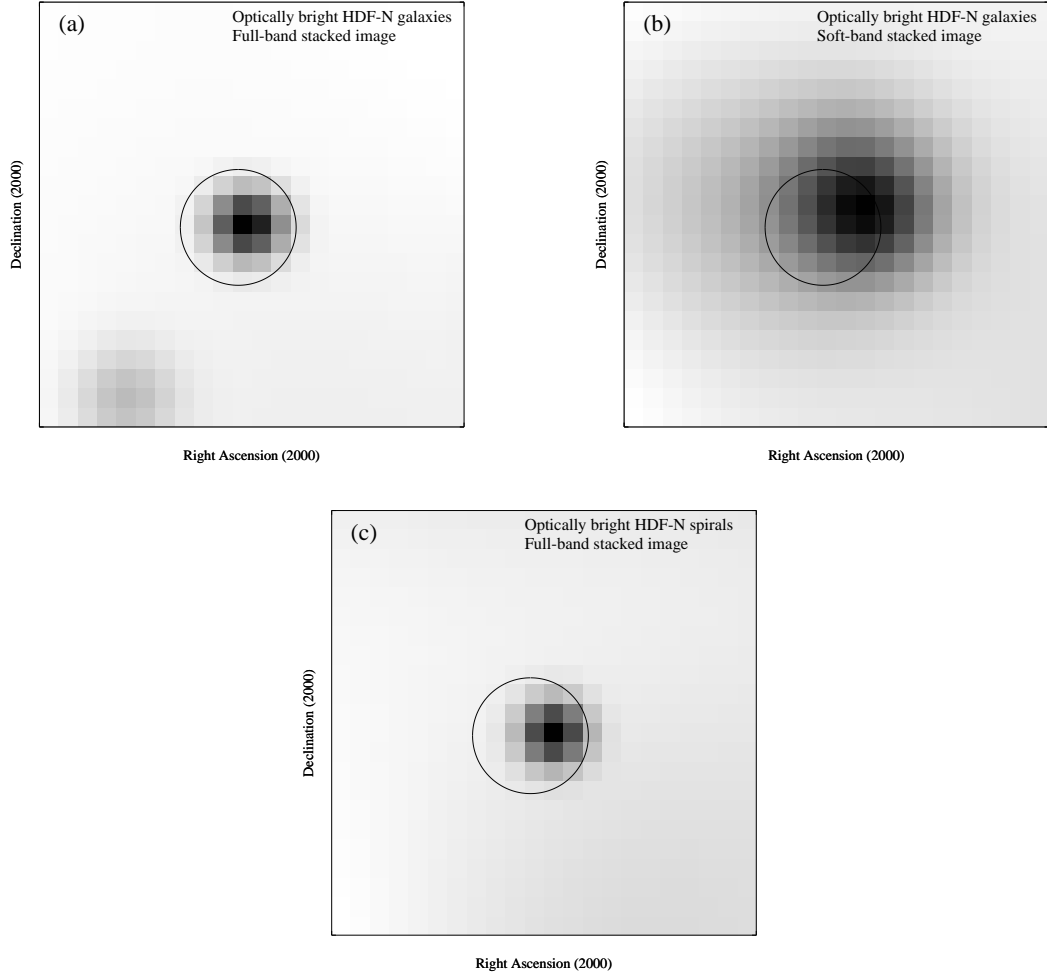 (a)
Optically bright HDF-N galaxies
Full-band stacked image
Declination (2000)
Right Ascension (2000)
(b)
Optically bright HDF-N galaxies
Soft-band stacked image
Declination (2000)
Right Ascension (2000)
(c)
Optically bright HDF-N spirals
Full-band stacked image
Declination (2000)
Right Ascension (2000)